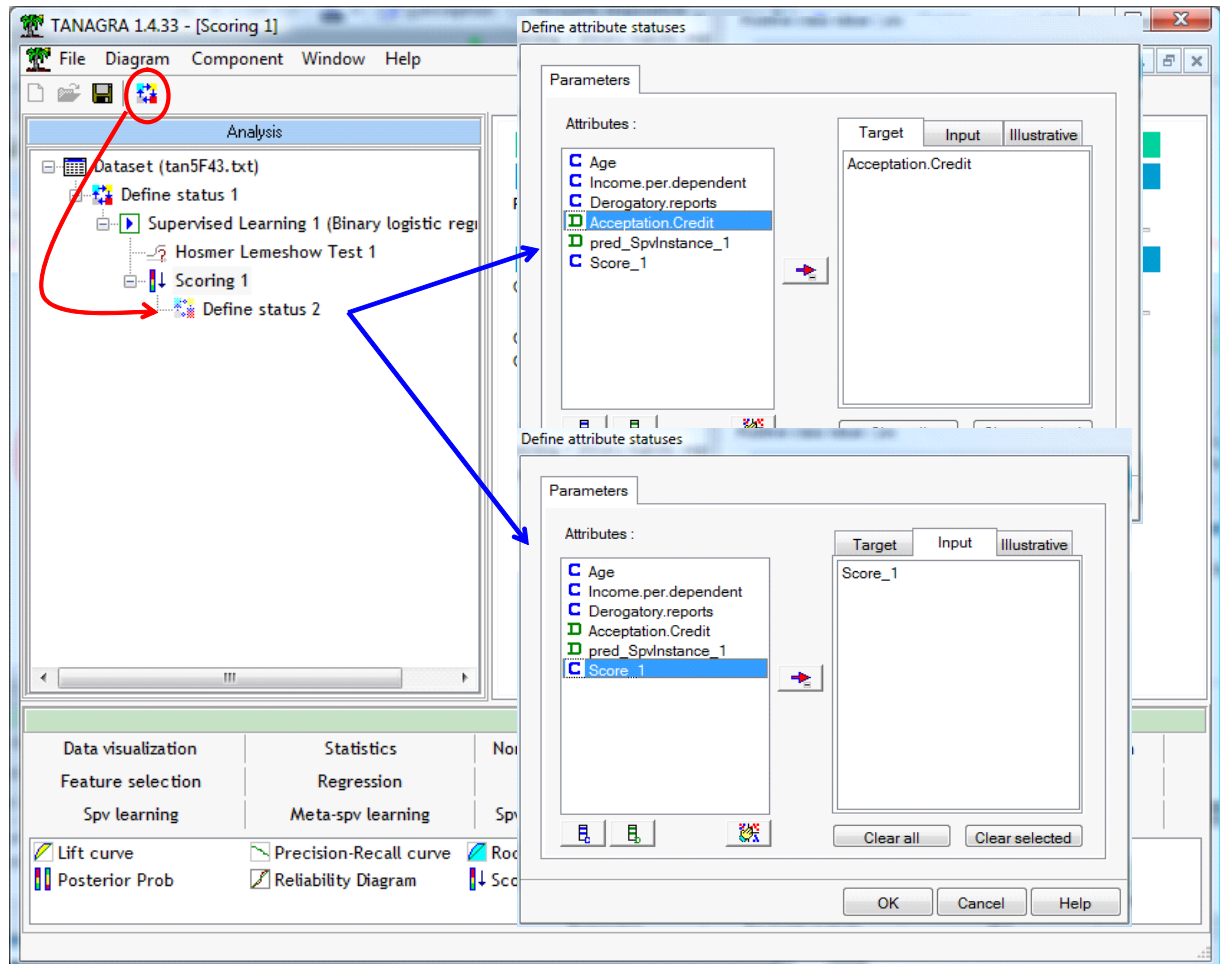 TANAGRA 1.4.33 - [Scoring 1]
File Diagram Component Window Help
Analysis
Dataset (tan5F43.txt)
Define status 1
Supervised Learning 1 (Binary logistic regr
Hosmer Lemeshow Test 1
Scoring 1
Define status 2
Define attribute statuses
Parameters
Attributes :
Age
Income.per.dependent
Derogatory.reports
Acceptation.Credit
pred_SpvInstance_1
Score_1
Target Input Illustrative
Acceptation.Credit
Define attribute statuses
Parameters
Attributes :
Age
Income.per.dependent
Derogatory.reports
Acceptation.Credit
pred_SpvInstance_1
Score_1
Target Input Illustrative
Score_1
Clear all Clear selected
OK Cancel Help
Data visualization Statistics
Feature selection Regression
Spv learning Meta-spv learning
Lift curve Precision-Recall curve
Posterior Prob Reliability Diagram